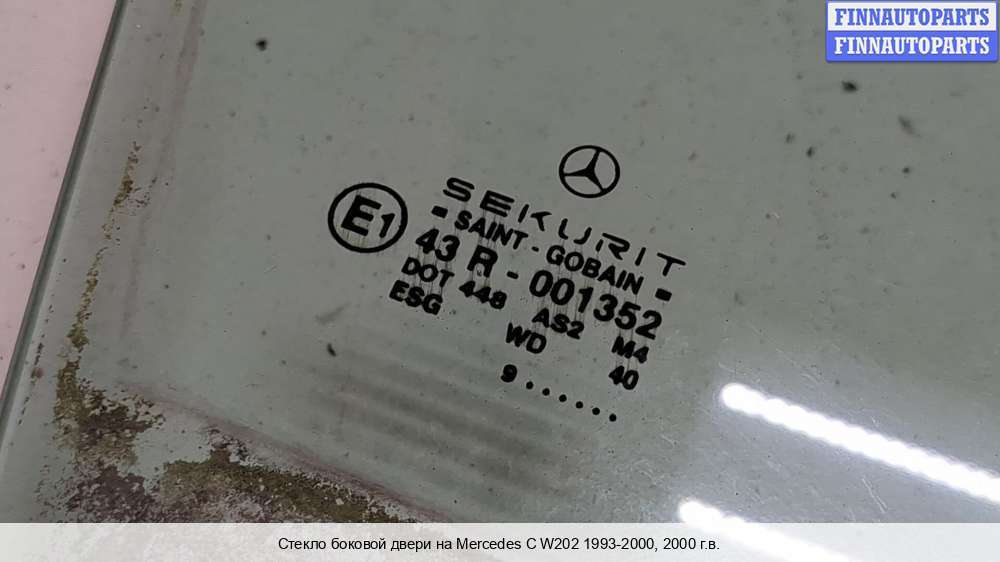 FINNAUTOPARTS
FINNAUTOPARTS
SEKURIT
E1
- SAINT - GOBAIN -
43 R - 001352
DOT 448 AS2 M4
ESG WD 40
9 . . . . . .
Стекло боковой двери на Mercedes C W202 1993-2000, 2000 г.в.